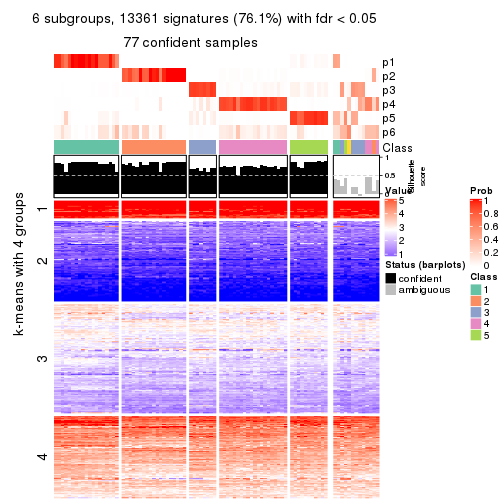 6 subgroups, 13361 signatures (76.1%) with fdr < 0.05
77 confident samples
p1
p2
p3
p4
p5
p6
Class
1
0.5
0
Silhouette
score
k-means with 4 groups
1
2
3
4
Value
5
4
3
2
1
Status (barplots)
confident
ambiguous
Prob
1
0.8
0.6
0.4
0.2
0
Class
1
2
3
4
5